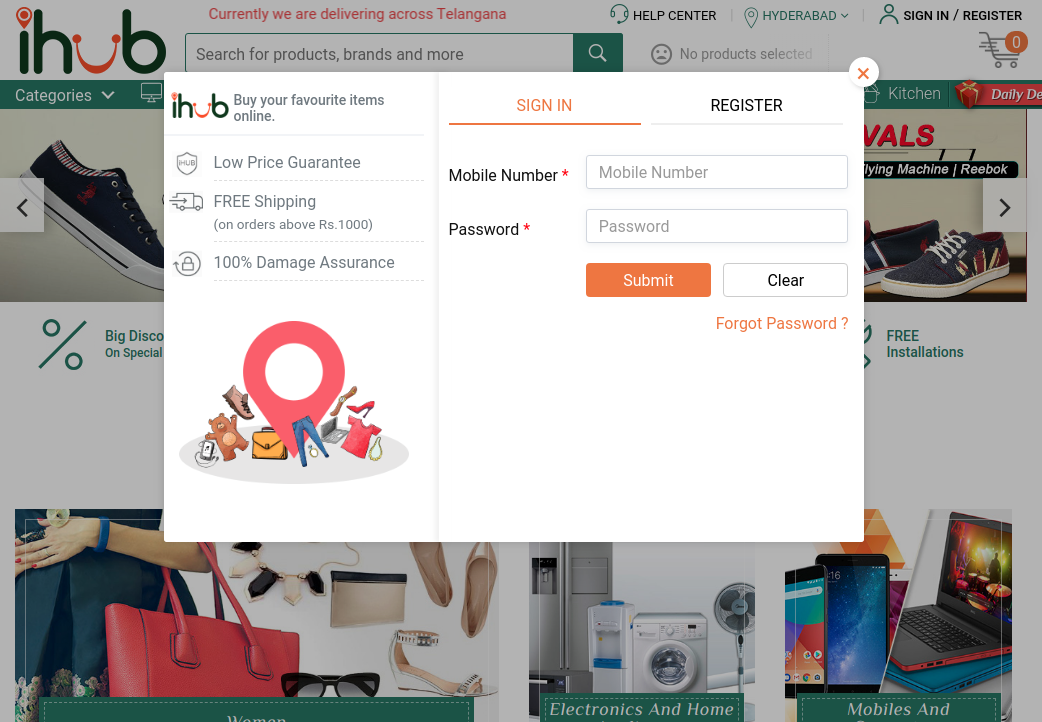 Currently we are delivering across Telangana
HELP CENTER
HYDERABAD
SIGN IN / REGISTER
ihub
Search for products, brands and more
No products selected
0
Categories
Kitchen
Daily De
ihub
Buy your favourite items
online.
IHUB
Low Price Guarantee
FREE Shipping
(on orders above Rs.1000)
100% Damage Assurance
SIGN IN
REGISTER
Mobile Number *
Mobile Number
Password *
Password
Submit
Clear
Forgot Password ?
VALS
lying Machine | Reebok
Big Disco
On Special
FREE
Installations
Women
Electronics And Home
Mobiles And